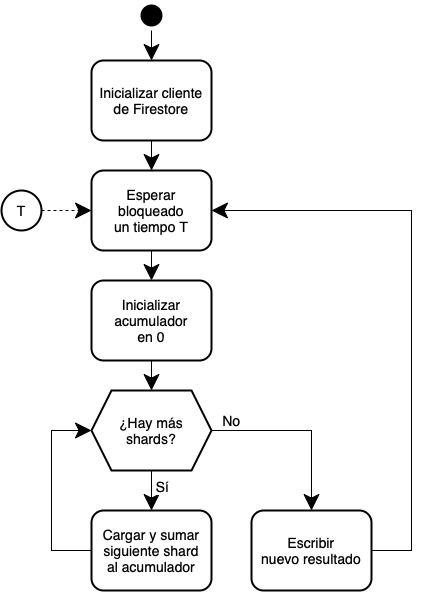 Inicializar cliente
de Firestore
T
Esperar
bloqueado
un tiempo T
Inicializar
acumulador
en 0
¿Hay más
shards?
No
Sí
Cargar y sumar
siguiente shard
al acumulador
Escribir
nuevo resultado